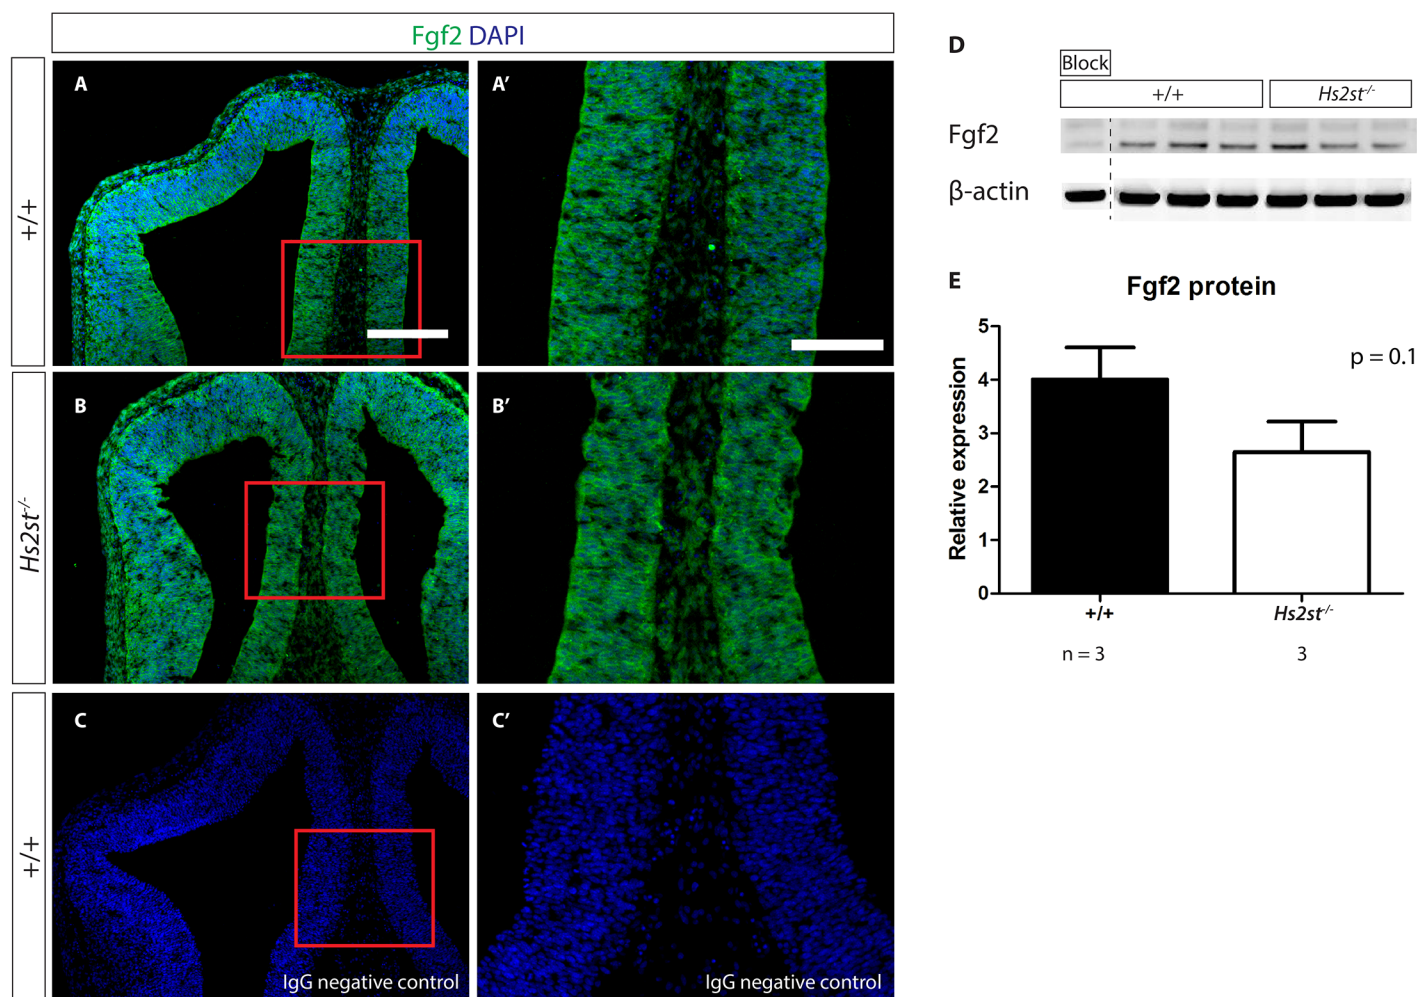 Fgf2 DAPI
+/+
A
A′
Hs2st-/-
B
B′
+/+
C
IgG negative control
C′
IgG negative control
D
Block
+/+
Hs2st-/-
Fgf2
β-actin
E
Fgf2 protein
p = 0.1
Relative expression
5
4
3
2
1
0
+/+
Hs2st-/-
n = 3
3